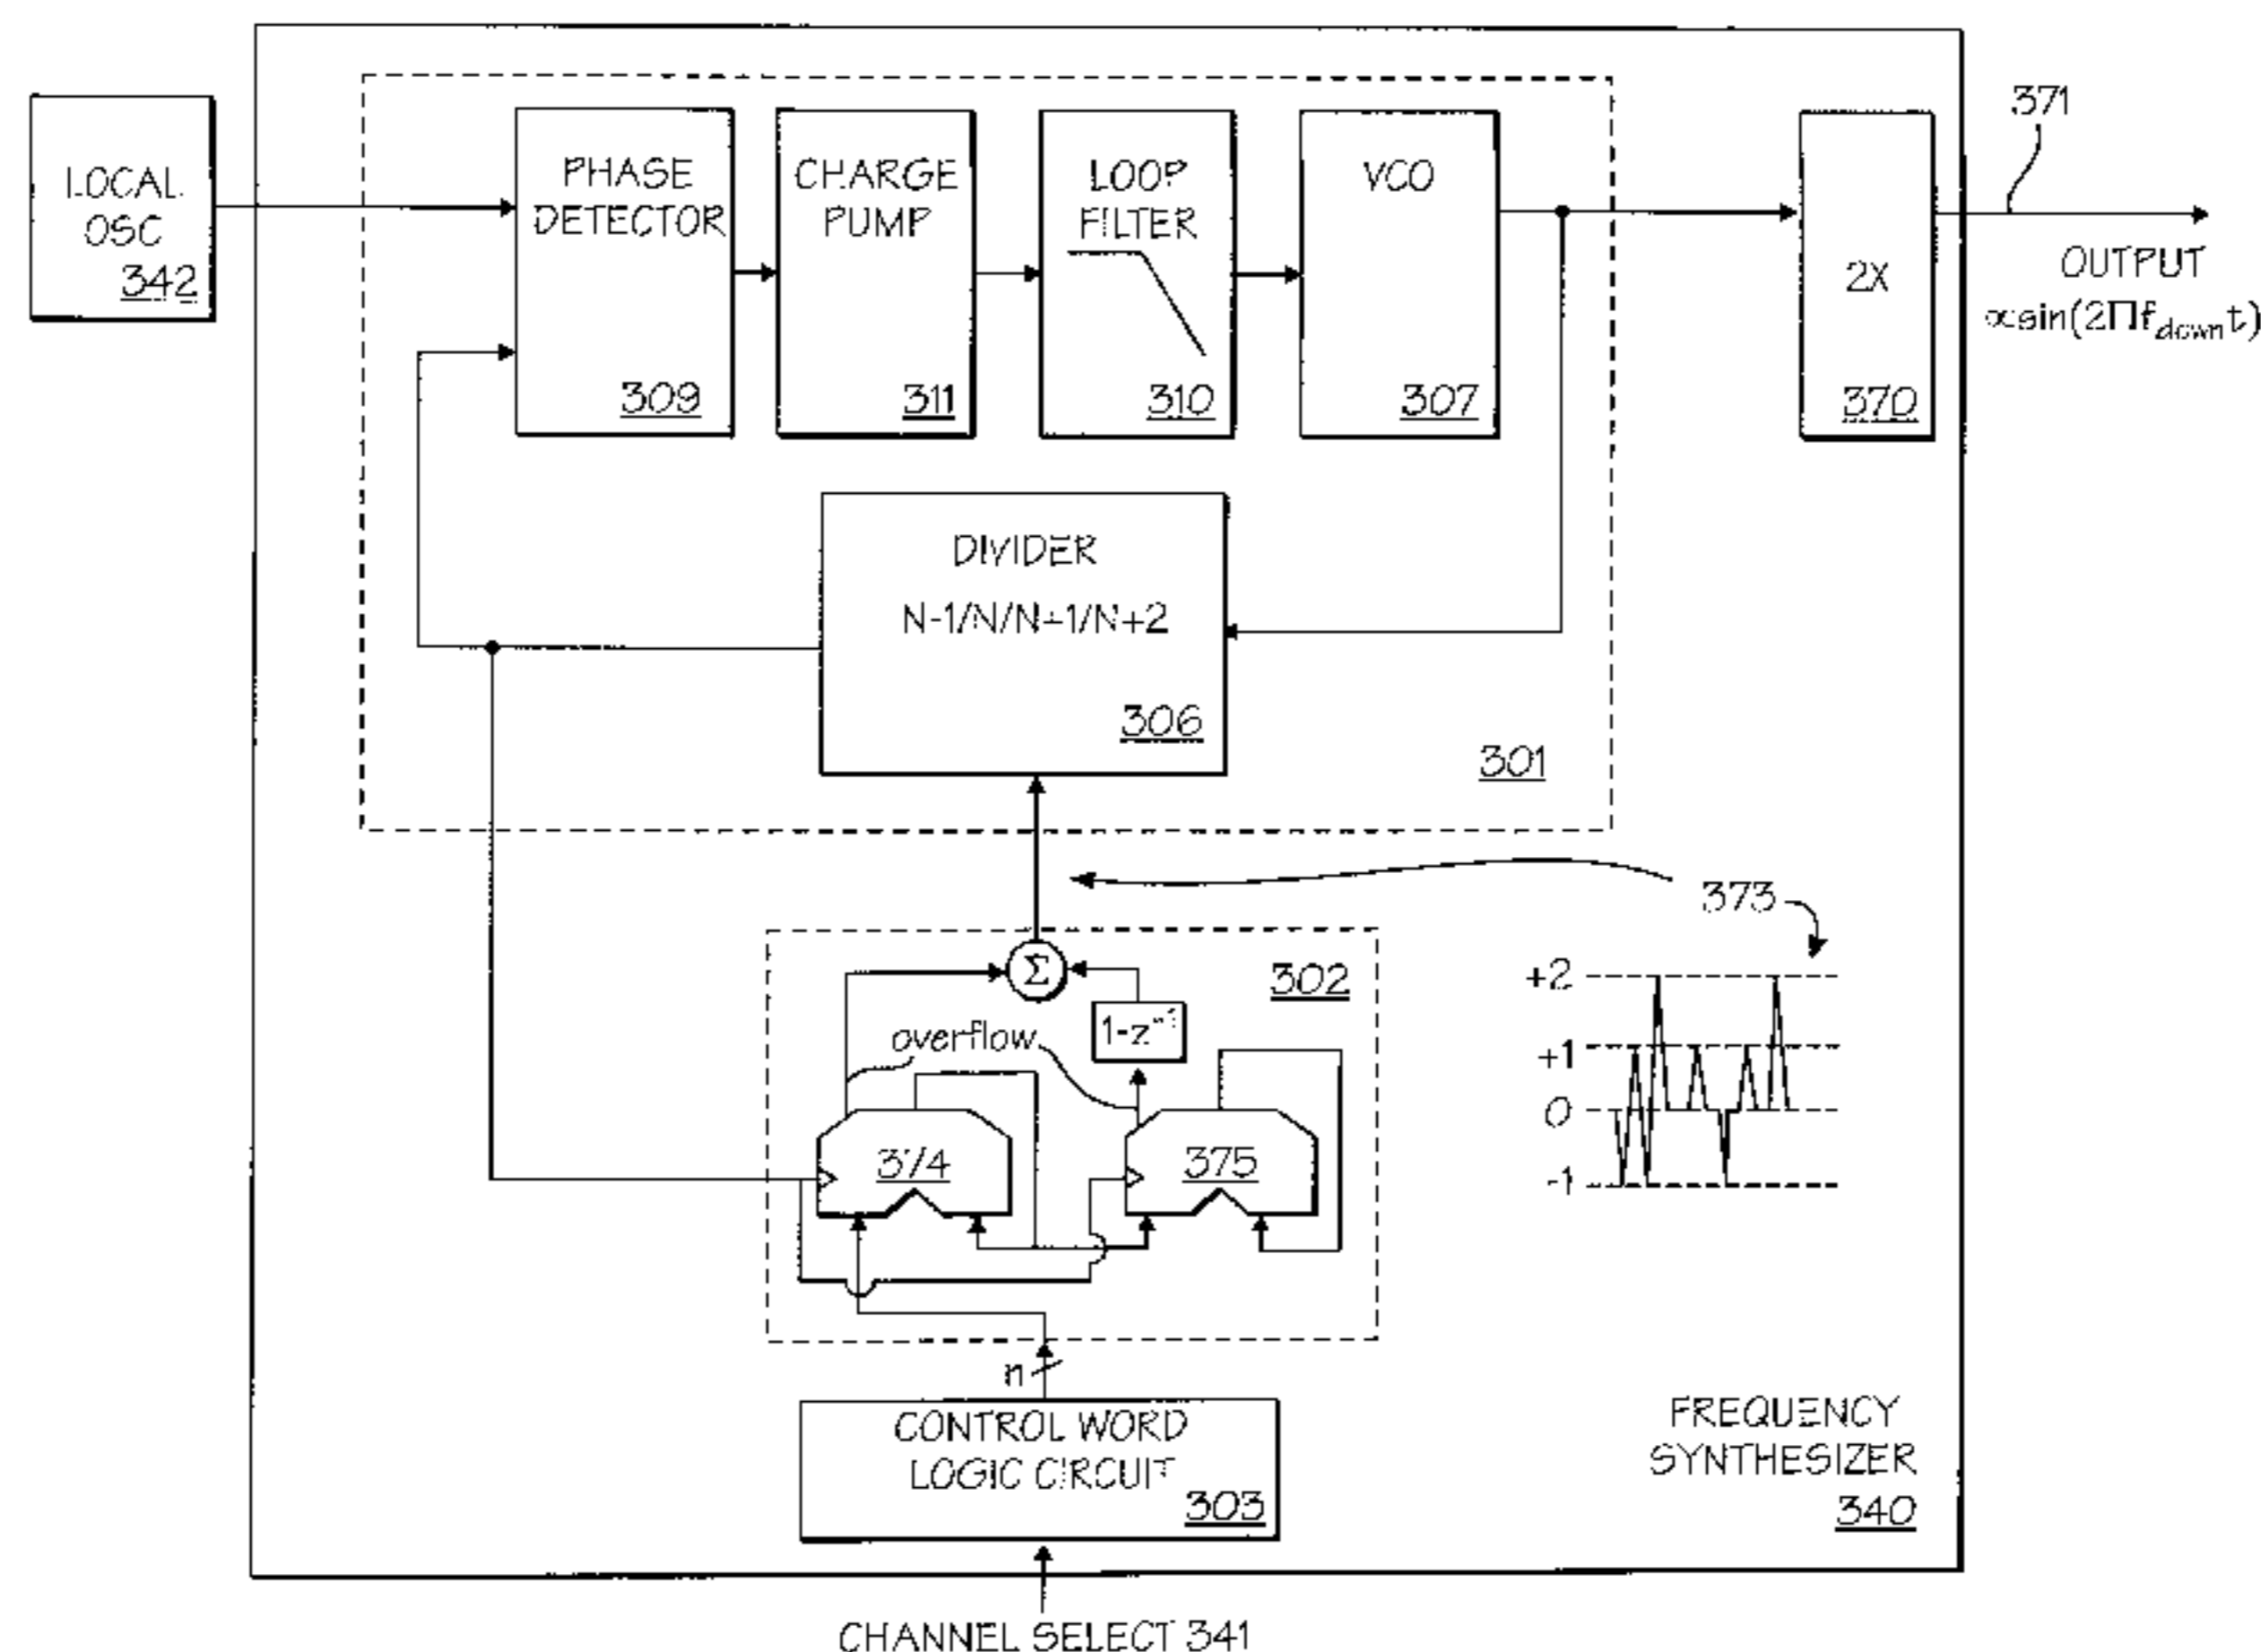 LOCAL
OSC
342
PHASE
DETECTOR
309
CHARGE
PUMP
311
LOOP
FILTER
310
VCO
307
2X
370
371
OUTPUT
∝sin(2Πf_down t)
DIVIDER
N-1/N/N+1/N+2
306
301
373
Σ
302
1-z⁻¹
overflow
374
375
+2
+1
0
-1
n
CONTROL WORD
LOGIC CIRCUIT
303
FREQUENCY
SYNTHESIZER
340
CHANNEL SELECT 341